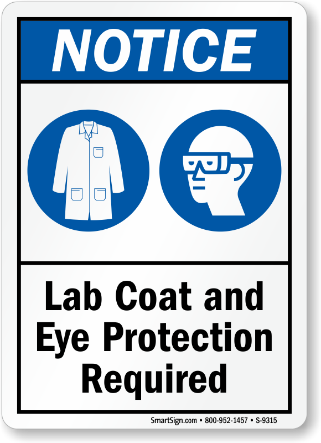 NOTICE
Lab Coat and
Eye Protection
Required
SmartSign.com • 800-952-1457 • S-9315